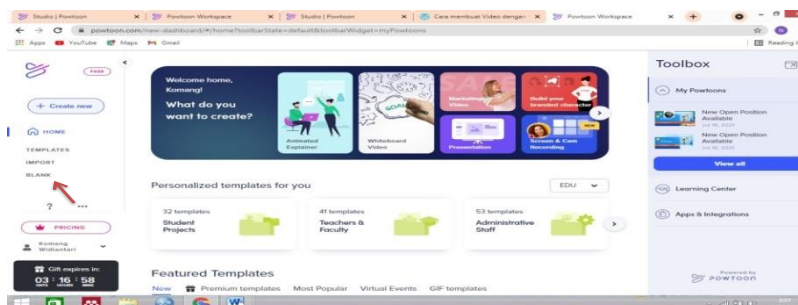 Studio | Powtoon
Powtoon Workspace
Studio | Powtoon
Cara membuat Video dengan
Powtoon Workspace
powtoon.com/new-dashboard/#/home?toolbarState=default&toolbarWidget=myPowtoons
Apps
YouTube
Maps
Gmail
Reading
FREE
+ Create new
HOME
TEMPLATES
IMPORT
BLANK
?
...
PRICING
Komang
Widiantari
Gift expires in:
03 : 16 : 58
Welcome home,
Komang!
What do you
want to create?
Animated
Explainer
Whiteboard
Video
Marketing
Video
Build your
branded character
Presentation
NEW
Screen & Cam
Recording
Personalized templates for you
EDU
32 templates
Student
Projects
41 templates
Teachers &
Faculty
53 templates
Administrative
Staff
Featured Templates
New
Premium templates
Most Popular
Virtual Events
GIF templates
Toolbox
My Powtoons
New Open Position
Available
New Open Position
Available
View all
Learning Center
Apps & Integrations
Powered by
POWTOON